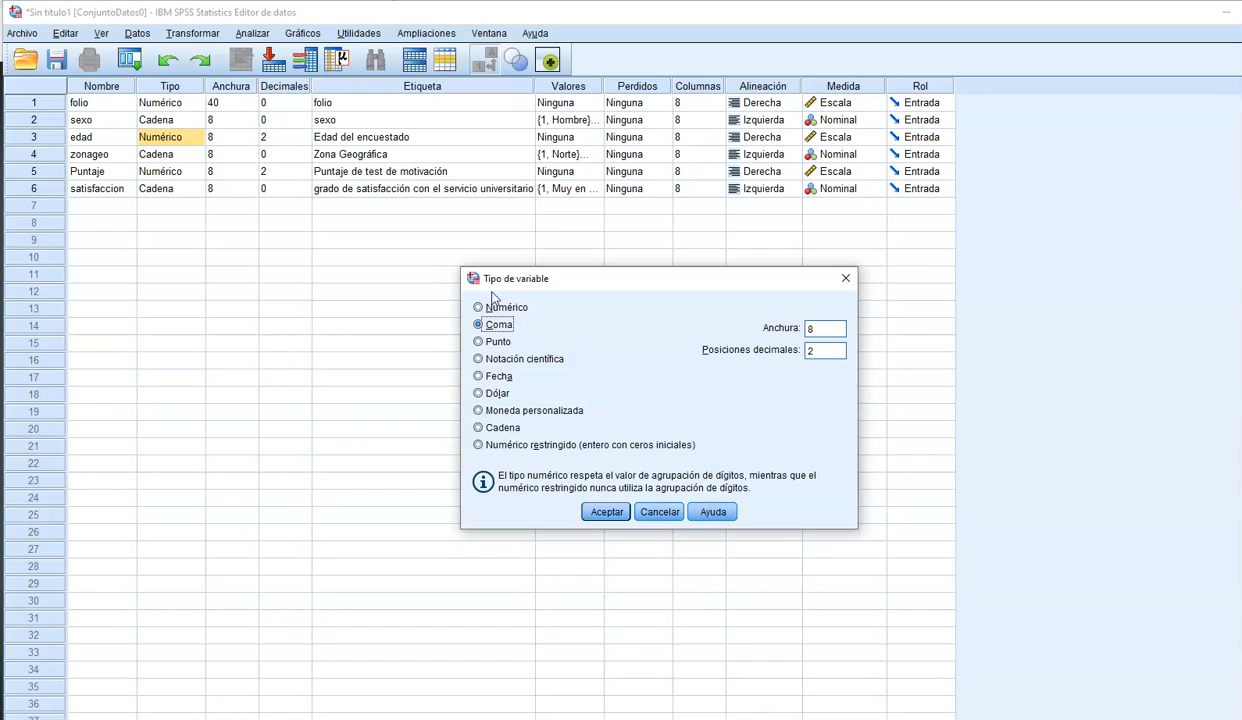 *Sin título1 [ConjuntoDatos0] - IBM SPSS Statistics Editor de datos
Archivo Editar Ver Datos Transformar Analizar Gráficos Utilidades Ampliaciones Ventana Ayuda
Nombre Tipo Anchura Decimales Etiqueta Valores Perdidos Columnas Alineación Medida Rol
1 folio Numérico 40 0 folio Ninguna Ninguna 8 Derecha Escala Entrada
2 sexo Cadena 8 0 sexo {1, Hombre}... Ninguna 8 Izquierda Nominal Entrada
3 edad Numérico 8 2 Edad del encuestado Ninguna Ninguna 8 Derecha Escala Entrada
4 zonageo Cadena 8 0 Zona Geográfica {1, Norte}... Ninguna 8 Izquierda Nominal Entrada
5 Puntaje Numérico 8 2 Puntaje de test de motivación Ninguna Ninguna 8 Derecha Escala Entrada
6 satisfaccion Cadena 8 0 grado de satisfacción con el servicio universitario {1, Muy en ... Ninguna 8 Izquierda Nominal Entrada
7
8
9
10
11
12
13
14
15
16
17
18
19
20
21
22
23
24
25
26
27
28
29
30
31
32
33
34
35
36
Tipo de variable
Numérico
Coma
Punto
Notación científica
Fecha
Dólar
Moneda personalizada
Cadena
Numérico restringido (entero con ceros iniciales)
Anchura: 8
Posiciones decimales: 2
El tipo numérico respeta el valor de agrupación de dígitos, mientras que el
numérico restringido nunca utiliza la agrupación de dígitos.
Aceptar Cancelar Ayuda